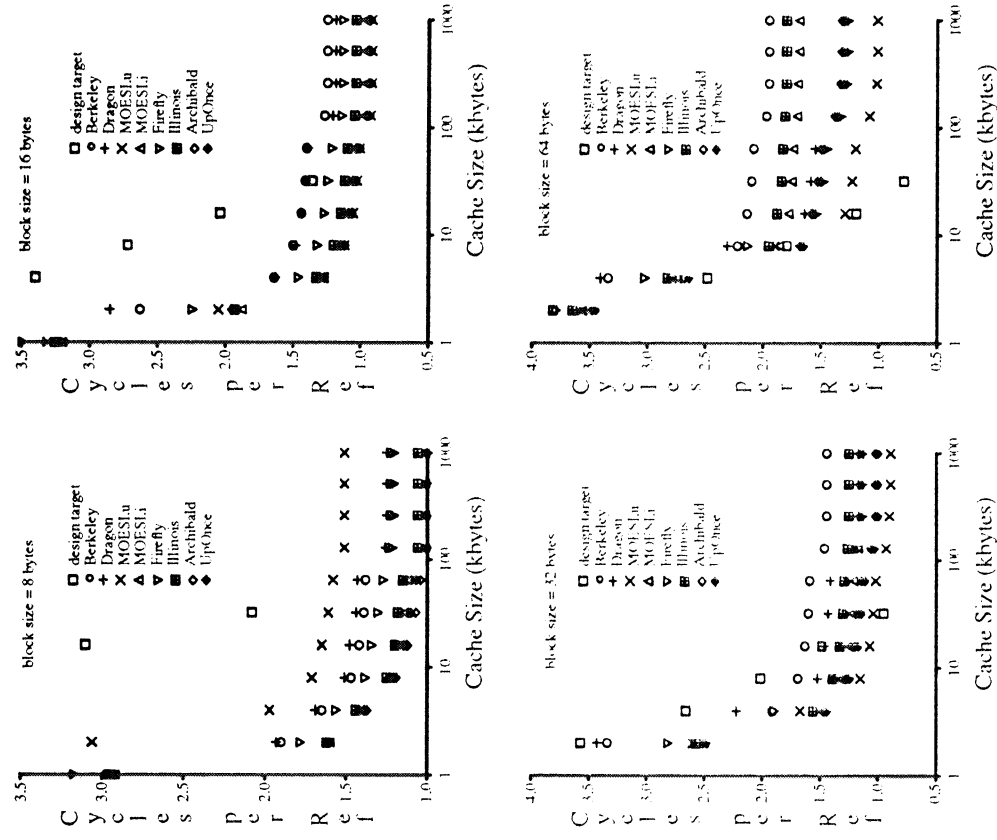 block size = 16 bytes
design target
Berkeley
Dragon
MOESI.u
MOESI.i
Firefly
Illinois
Archibald
UpOnce
Cycles per Ref
3.5
3.0
2.5
2.0
1.5
1.0
0.5
1
10
100
1000
Cache Size (kbytes)
block size = 64 bytes
design target
Berkeley
Dragon
MOESI.u
MOESI.i
Firefly
Illinois
Archibald
UpOnce
Cycles per Ref
4.0
3.5
3.0
2.5
2.0
1.5
1.0
0.5
1
10
100
1000
Cache Size (kbytes)
block size = 8 bytes
design target
Berkeley
Dragon
MOESI.u
MOESI.i
Firefly
Illinois
Archibald
UpOnce
Cycles per Ref
3.5
3.0
2.5
2.0
1.5
1.0
1
10
100
1000
Cache Size (kbytes)
block size = 32 bytes
design target
Berkeley
Dragon
MOESI.u
MOESI.i
Firefly
Illinois
Archibald
UpOnce
Cycles per Ref
4.0
3.5
3.0
2.5
2.0
1.5
1.0
0.5
1
10
100
1000
Cache Size (kbytes)